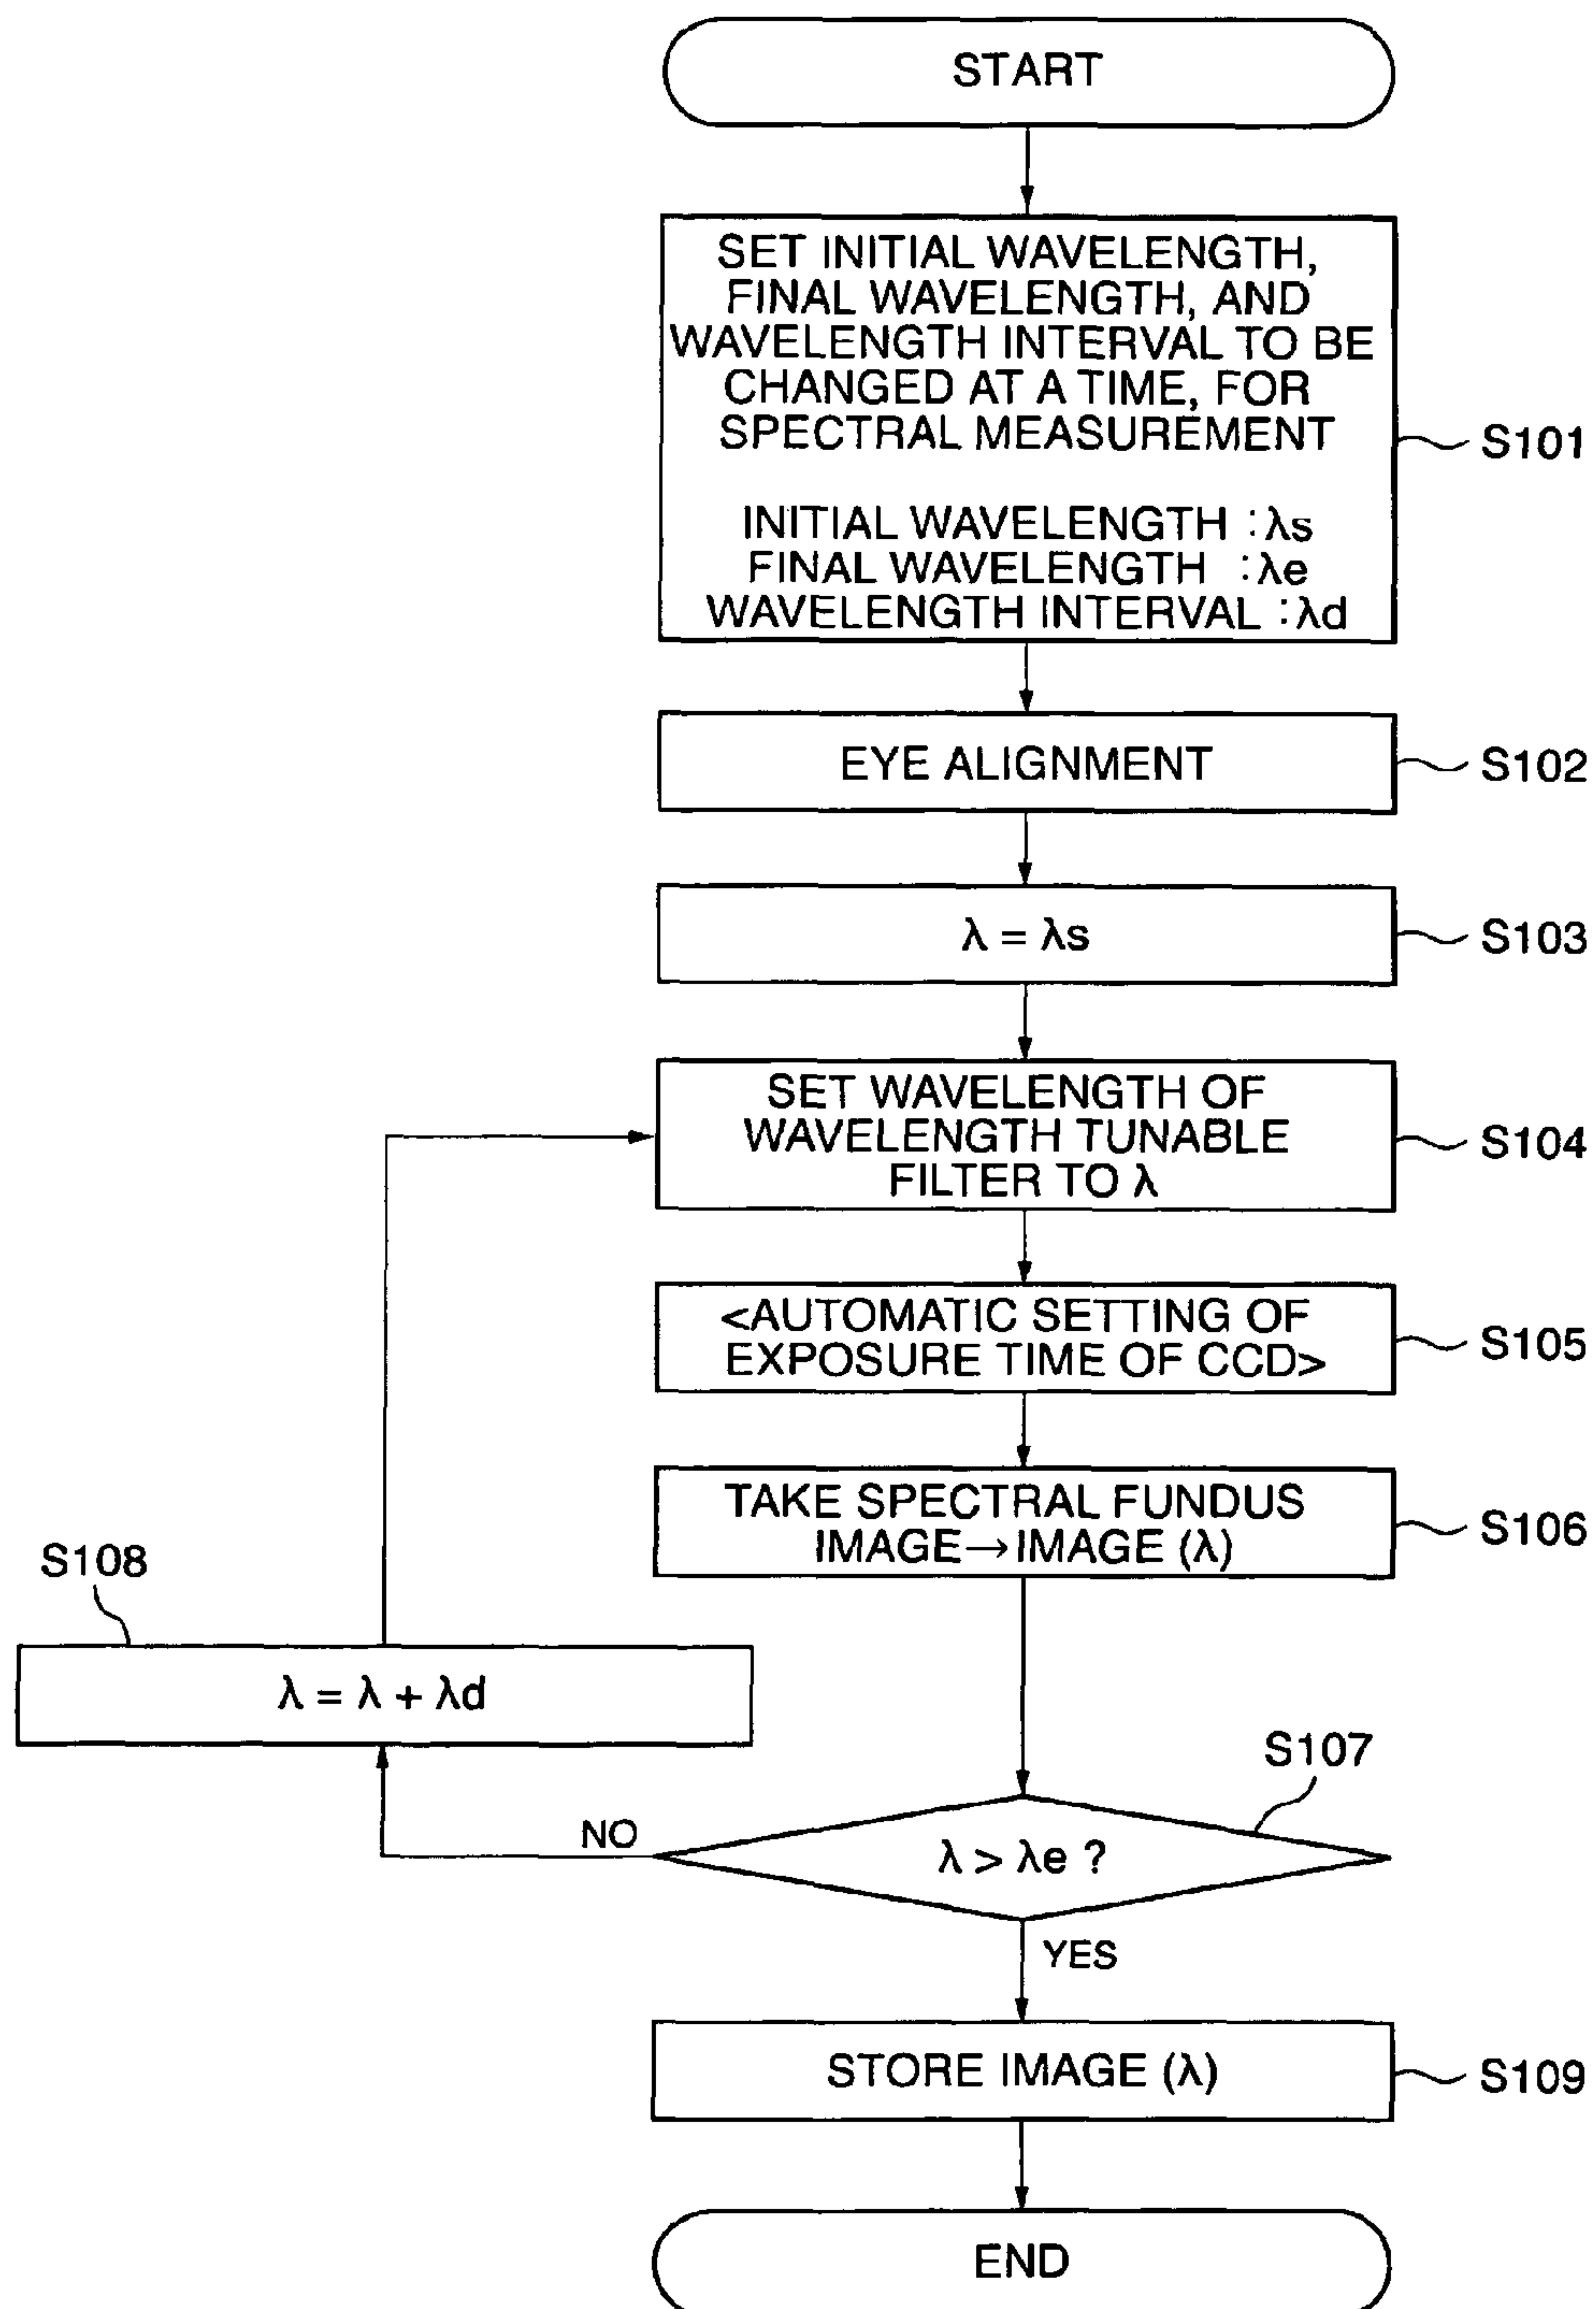 START
SET INITIAL WAVELENGTH,
FINAL WAVELENGTH, AND
WAVELENGTH INTERVAL TO BE
CHANGED AT A TIME, FOR
SPECTRAL MEASUREMENT
S101
INITIAL WAVELENGTH :λs
FINAL WAVELENGTH :λe
WAVELENGTH INTERVAL :λd
EYE ALIGNMENT
S102
λ = λs
S103
SET WAVELENGTH OF
WAVELENGTH TUNABLE
FILTER TO λ
S104
<AUTOMATIC SETTING OF
EXPOSURE TIME OF CCD>
S105
TAKE SPECTRAL FUNDUS
IMAGE→IMAGE (λ)
S106
S108
λ = λ + λd
S107
NO
λ > λe ?
YES
STORE IMAGE (λ)
S109
END